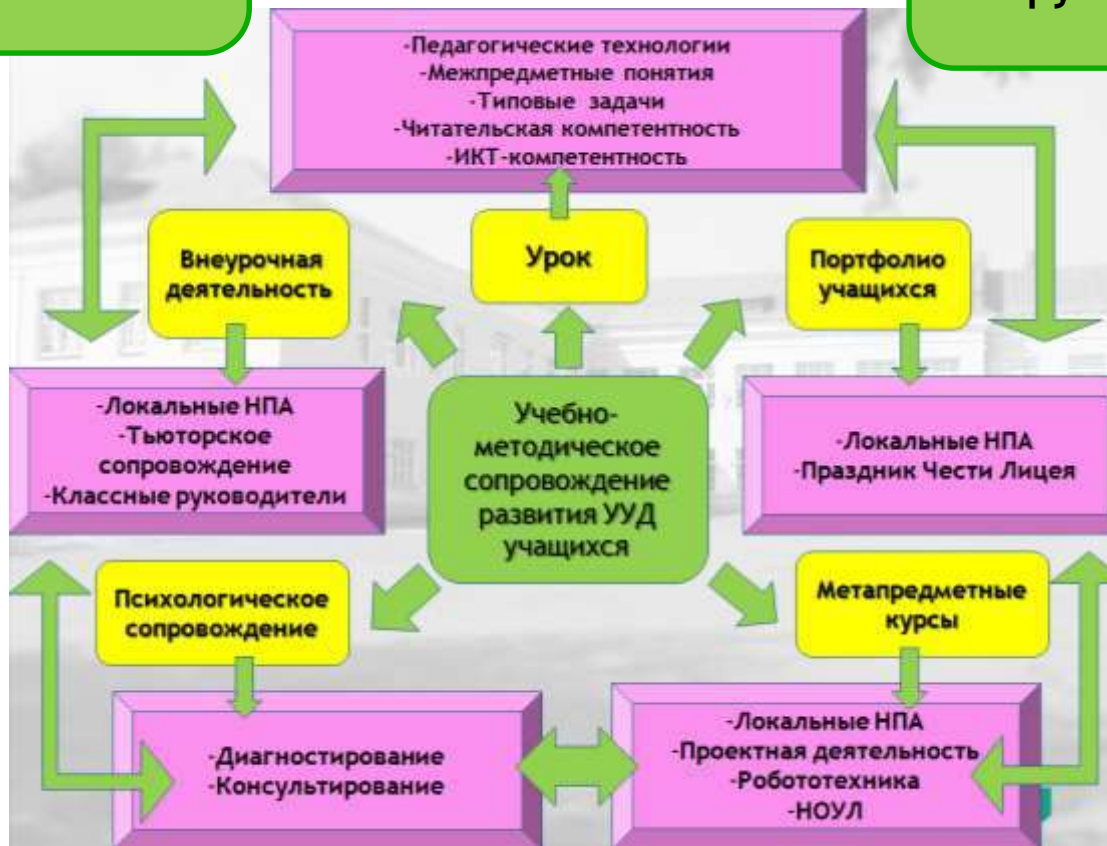 -Педагогические технологии
-Межпредметные понятия
-Типовые задачи
-Читательская компетентность
-ИКТ-компетентность
Внеурочная
деятельность
Урок
Портфолио
учащихся
-Локальные НПА
-Тьюторское
сопровождение
-Классные руководители
Учебно-
методическое
сопровождение
развития УУД
учащихся
-Локальные НПА
-Праздник Чести Лицея
Психологическое
сопровождение
Метапредметные
курсы
-Диагностирование
-Консультирование
-Локальные НПА
-Проектная деятельность
-Робототехника
-НОУЛ